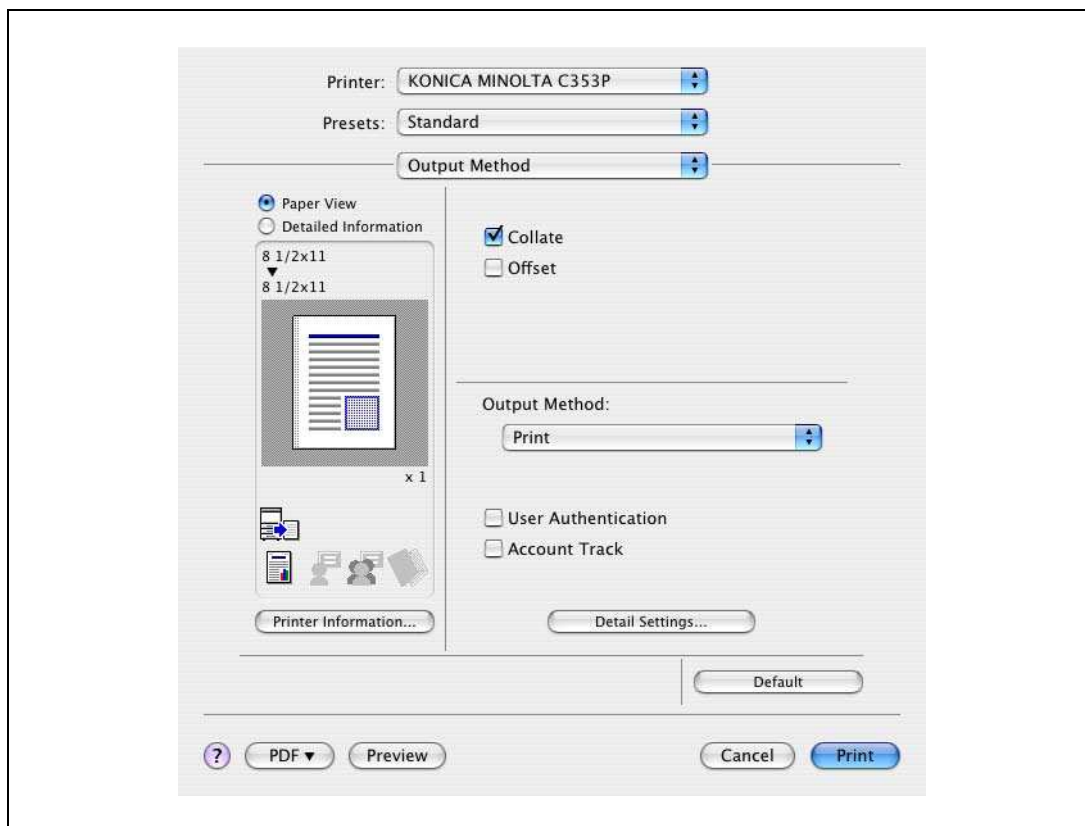 Printer: KONICA MINOLTA C353P
Presets: Standard
Output Method
Paper View
Detailed Information
8 1/2x11
8 1/2x11
x 1
Printer Information...
Collate
Offset
Output Method:
Print
User Authentication
Account Track
Detail Settings...
Default
? PDF▼ Preview Cancel Print